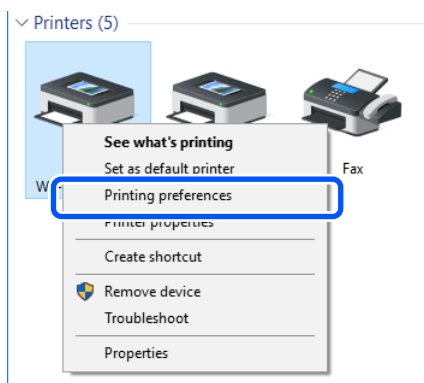 Printers (5)
See what's printing
Set as default printer
Fax
Printing preferences
Printer properties
Create shortcut
Remove device
Troubleshoot
Properties